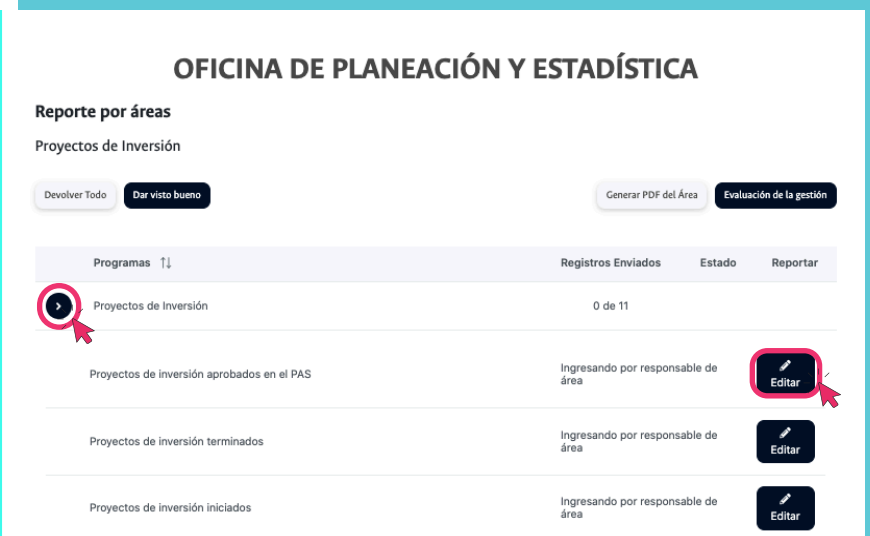 OFICINA DE PLANEACIÓN Y ESTADÍSTICA
Reporte por áreas
Proyectos de Inversión
Devolver Todo
Dar visto bueno
Generar PDF del Área
Evaluación de la gestión
Programas
Registros Enviados
Estado
Reportar
Proyectos de Inversión
0 de 11
Proyectos de inversión aprobados en el PAS
Ingresando por responsable de
área
Editar
Proyectos de inversión terminados
Ingresando por responsable de
área
Editar
Proyectos de inversión iniciados
Ingresando por responsable de
área
Editar